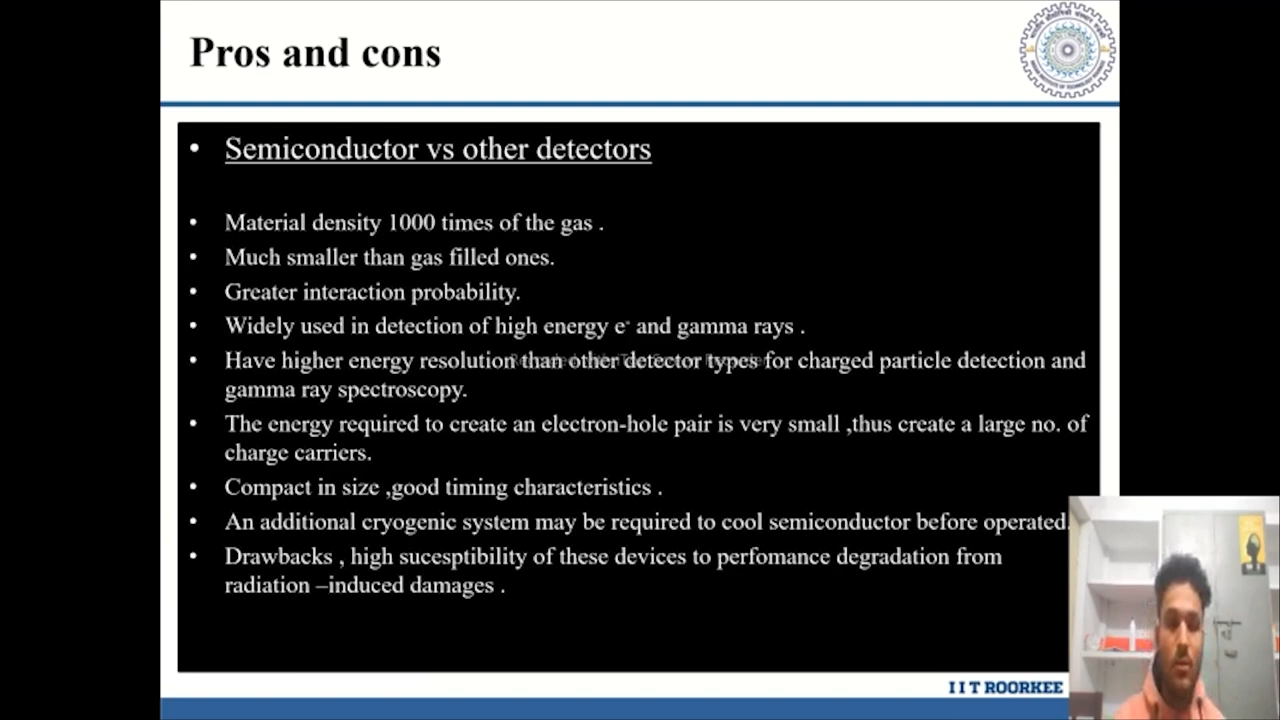 Pros and cons
• Semiconductor vs other detectors
• Material density 1000 times of the gas .
• Much smaller than gas filled ones.
• Greater interaction probability.
• Widely used in detection of high energy e- and gamma rays .
• Have higher energy resolution than other detector types for charged particle detection and
gamma ray spectroscopy.
• The energy required to create an electron-hole pair is very small ,thus create a large no. of
charge carriers.
• Compact in size ,good timing characteristics .
• An additional cryogenic system may be required to cool semiconductor before operated.
• Drawbacks , high sucesptibility of these devices to perfomance degradation from
radiation –induced damages .
I I T ROORKEE